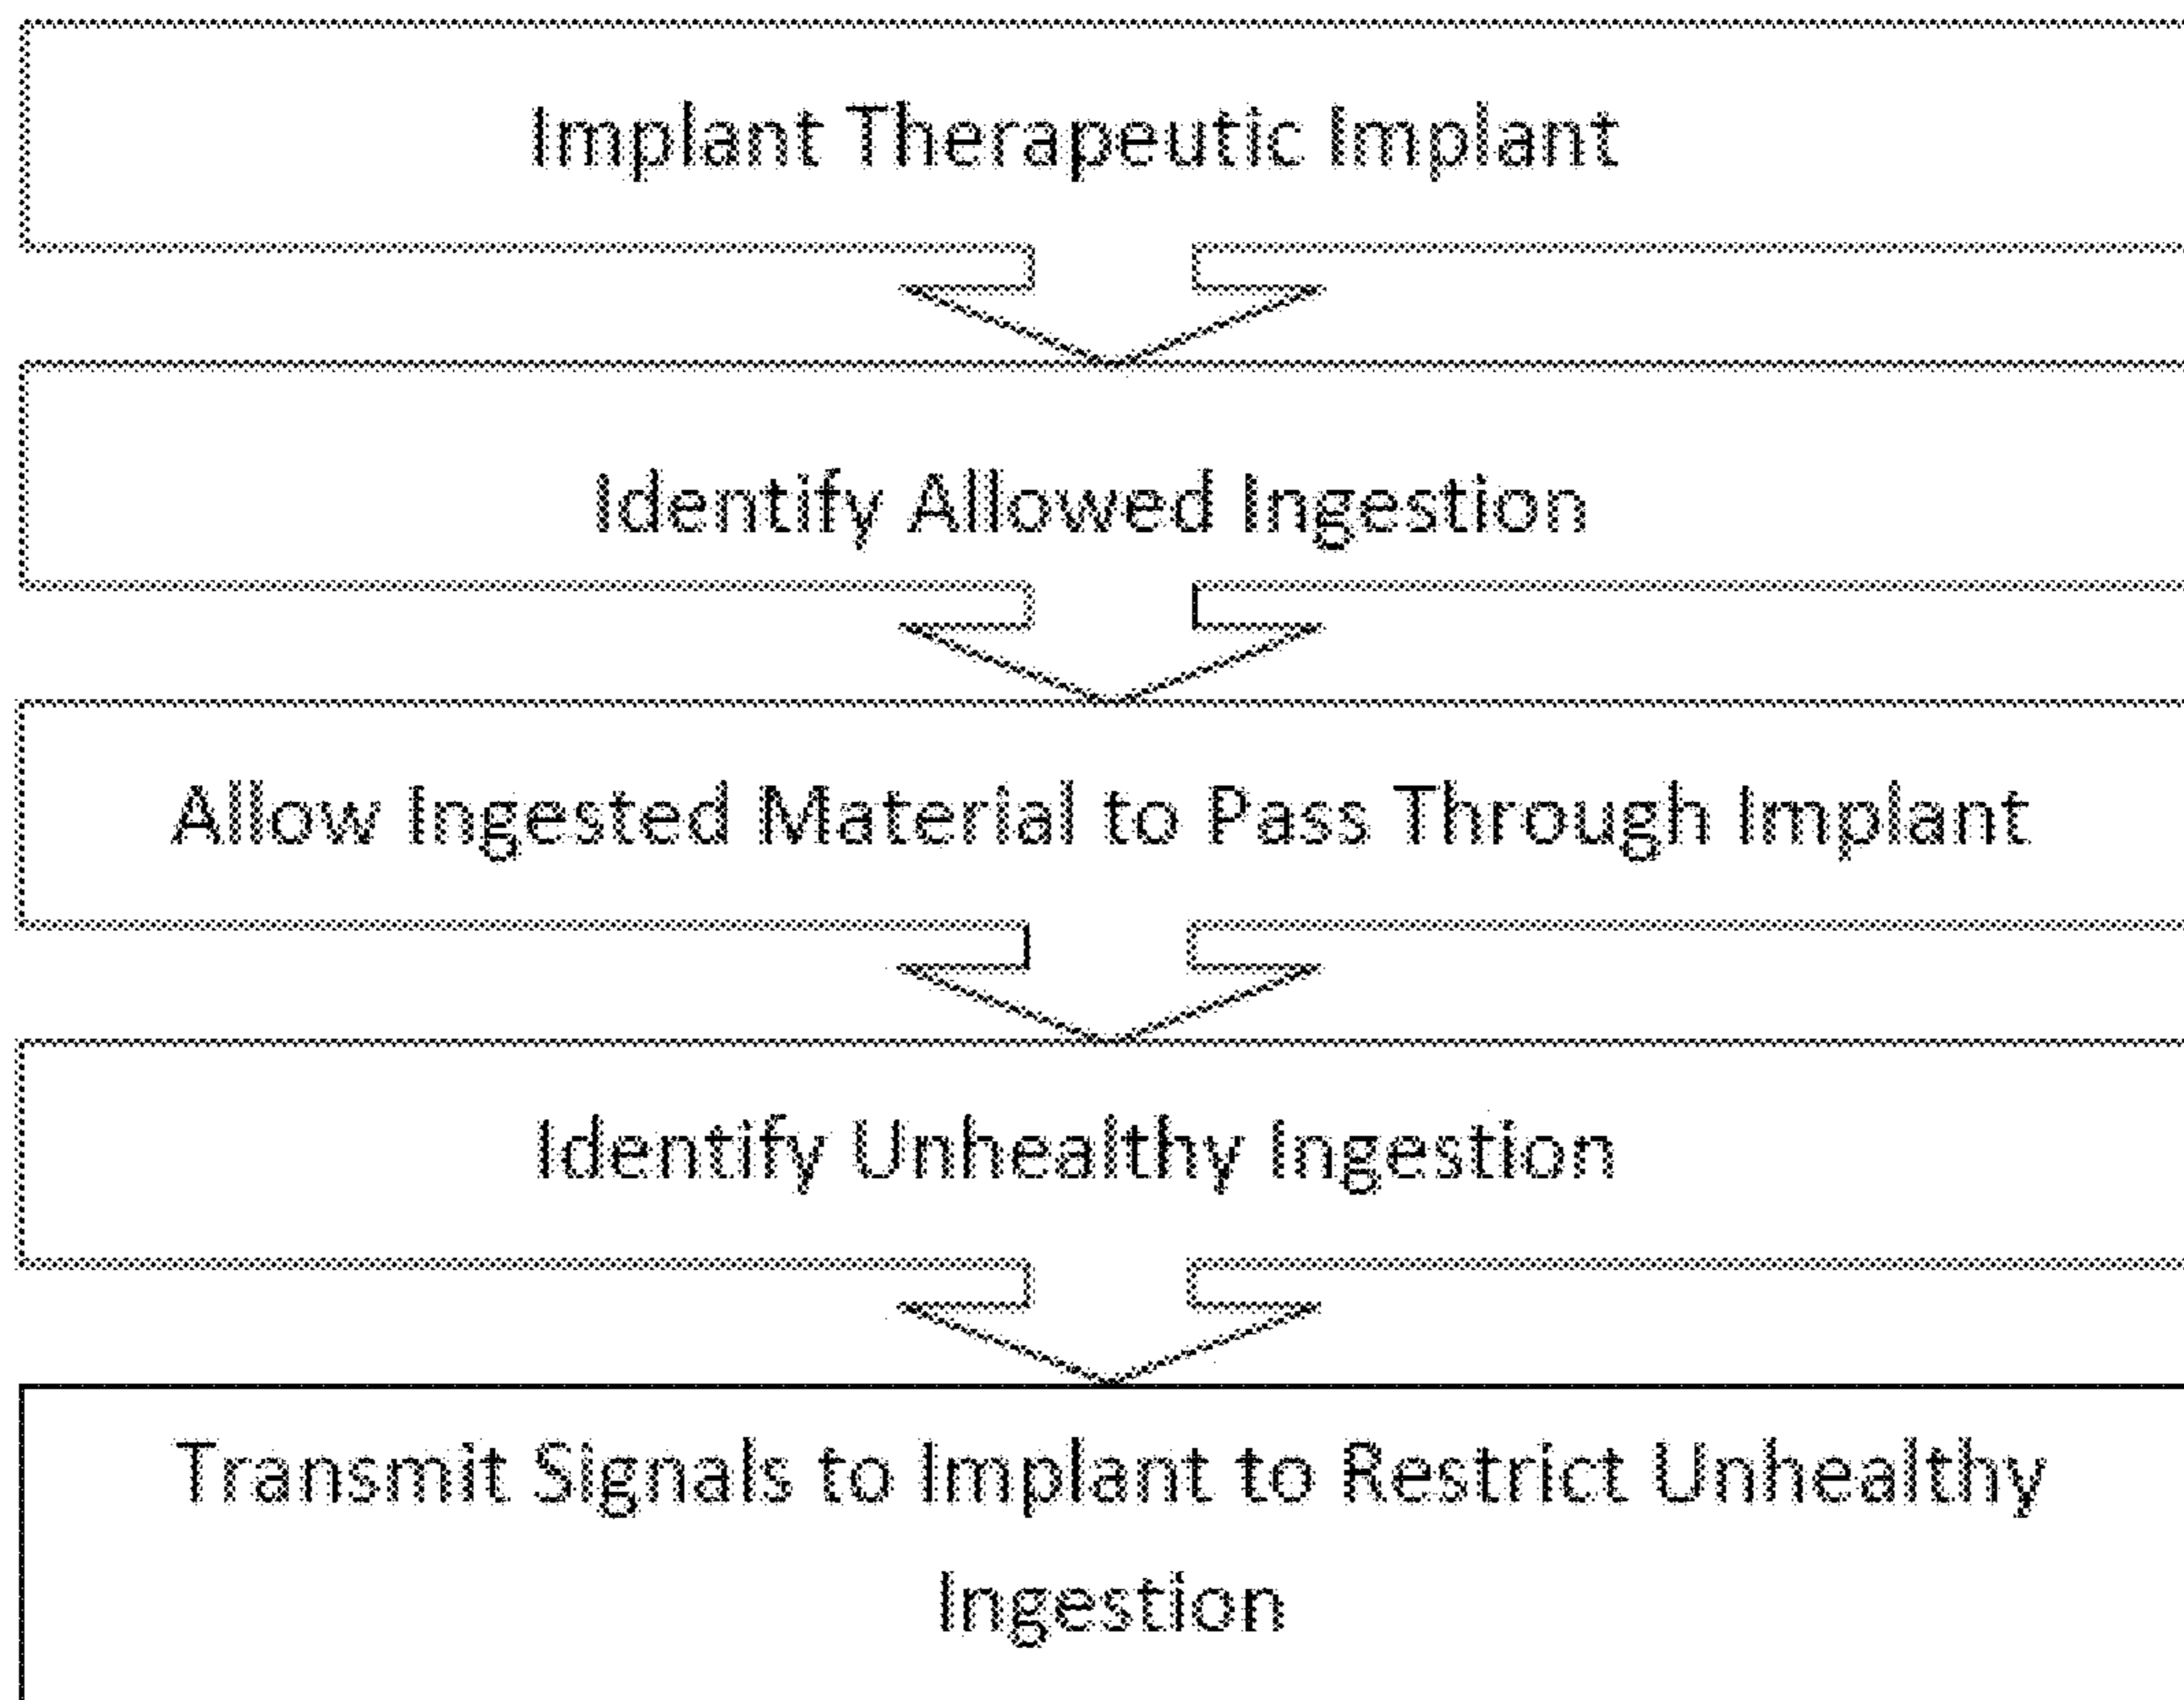 Implant Therapeutic Implant
Identify Allowed Ingestion
Allow Ingested Material to Pass Through Implant
Identify Unhealthy Ingestion
Transmit Signals to Implant to Restrict Unhealthy
Ingestion